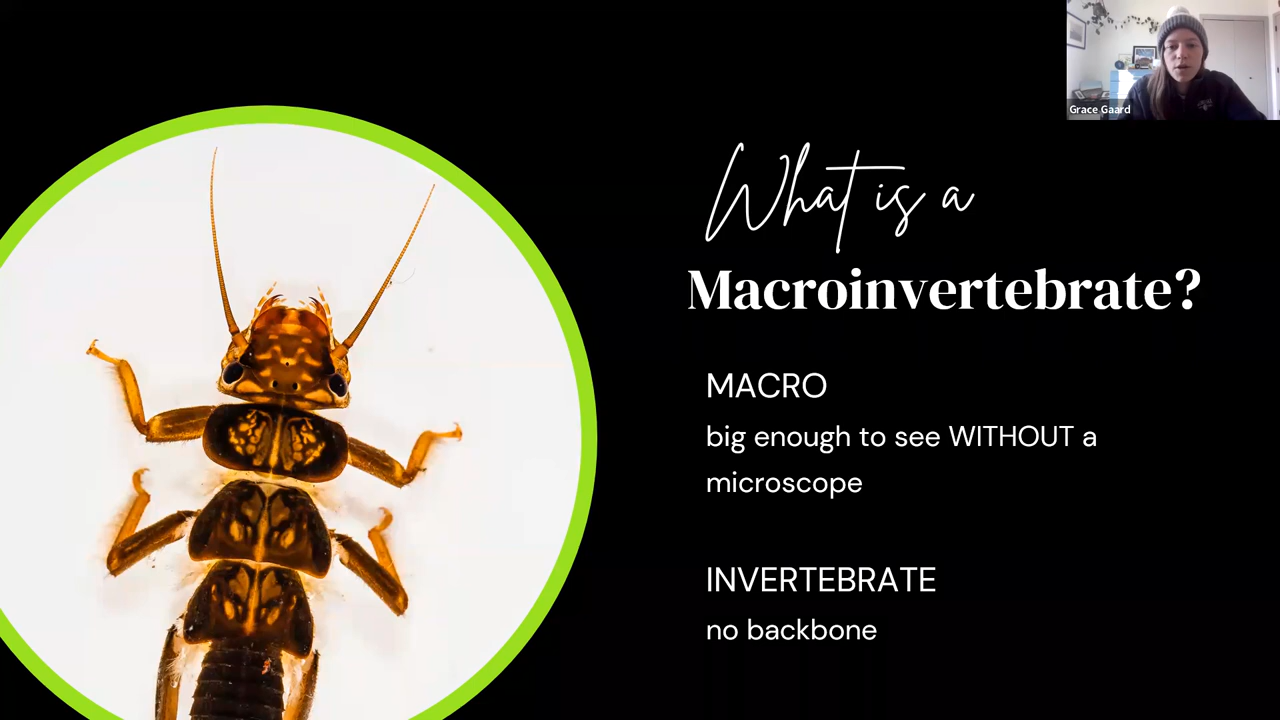 Grace Gaard
What is a
Macroinvertebrate?
MACRO
big enough to see WITHOUT a
microscope
INVERTEBRATE
no backbone